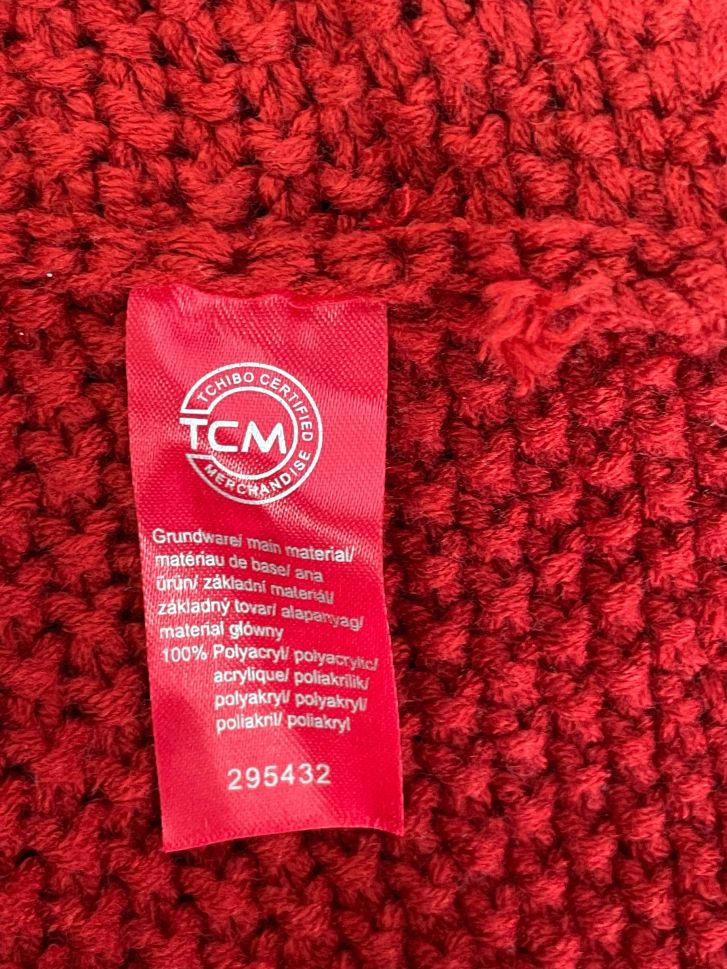 TCHIBO CERTIFIED
TCM
MERCHANDISE
Grundware/ main material/
matériau de base/ ana
ürün/ základní materiál/
základný tovar/ alapanyag/
materiał główny
100% Polyacryl/ polyacrylic/
acrylique/ poliakrilik/
polyakryl/ polyakryl/
poliakril/ poliakryl
295432